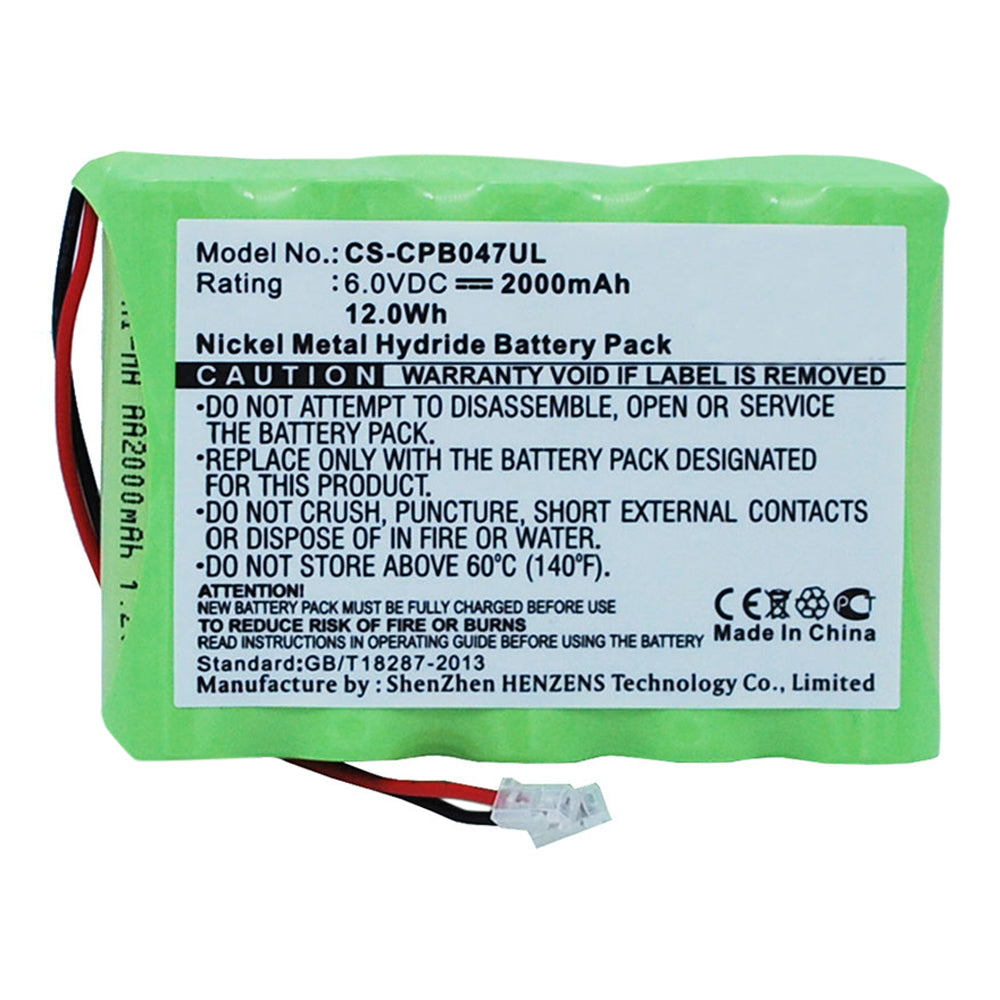 Model No.: CS-CPB047UL
Rating : 6.0VDC ⎓ 2000mAh
12.0Wh
Nickel Metal Hydride Battery Pack
CAUTION WARRANTY VOID IF LABEL IS REMOVED
•DO NOT ATTEMPT TO DISASSEMBLE, OPEN OR SERVICE
THE BATTERY PACK.
•REPLACE ONLY WITH THE BATTERY PACK DESIGNATED
FOR THIS PRODUCT.
•DO NOT CRUSH, PUNCTURE, SHORT EXTERNAL CONTACTS
OR DISPOSE OF IN FIRE OR WATER.
•DO NOT STORE ABOVE 60°C (140°F).
ATTENTION!
NEW BATTERY PACK MUST BE FULLY CHARGED BEFORE USE
TO REDUCE RISK OF FIRE OR BURNS
READ INSTRUCTIONS IN OPERATING GUIDE BEFORE USING BATTERY
Standard:GB/T18287-2013
Manufacture by : ShenZhen HENZENS Technology Co., Limited
CE
Made In China
AA2000mAh